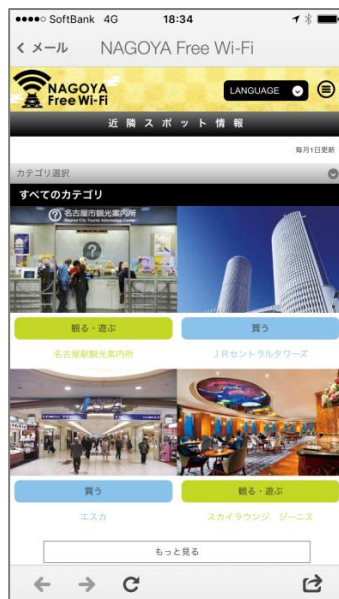 SoftBank 4G 18:34
メール NAGOYA Free Wi-Fi
NAGOYA
Free Wi-Fi
LANGUAGE
近隣スポット情報
毎月1日更新
カテゴリ選択
すべてのカテゴリ
名古屋市観光案内所
観る・遊ぶ
買う
名古屋駅観光案内所
JRセントラルタワーズ
買う
観る・遊ぶ
エスカ
スカイラウンジ ジーニス
もっと見る